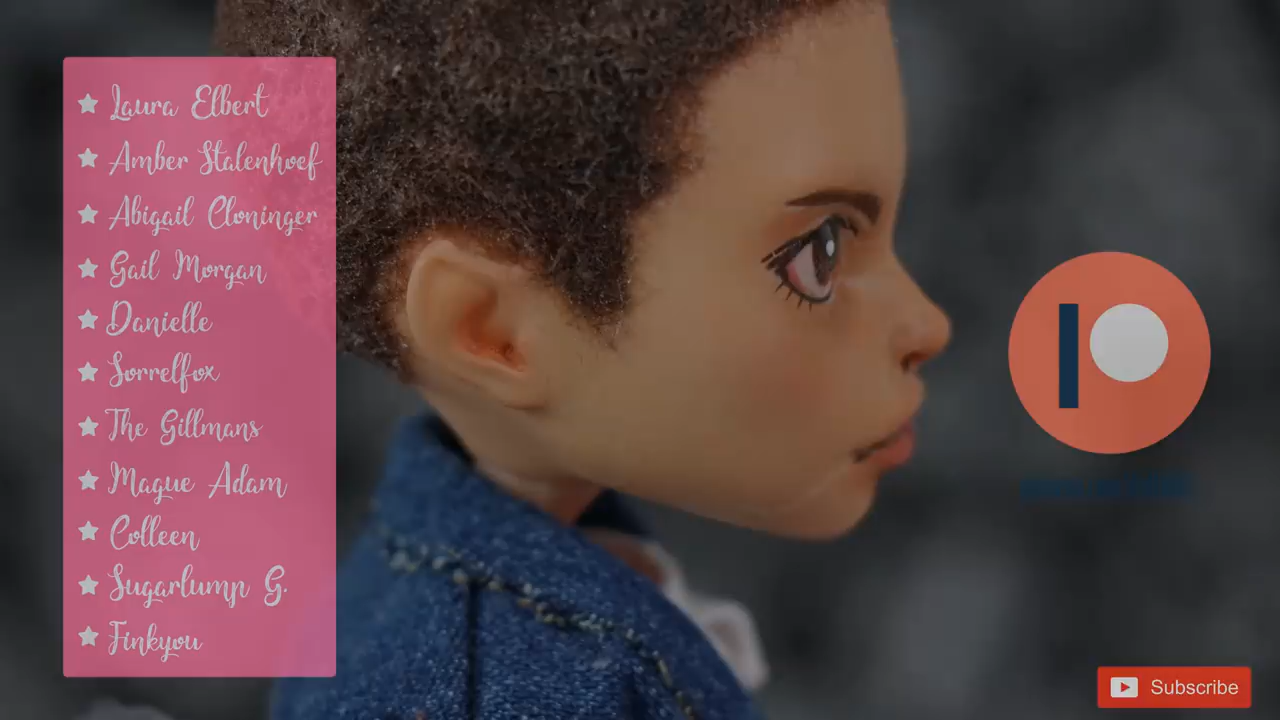 Laura Elbert
Amber Stalenhoef
Abigail Cloninger
Gail Morgan
Danielle
Sorrelfox
The Gillmans
Mague Adam
Colleen
Sugarlump G.
Finkyou
Subscribe